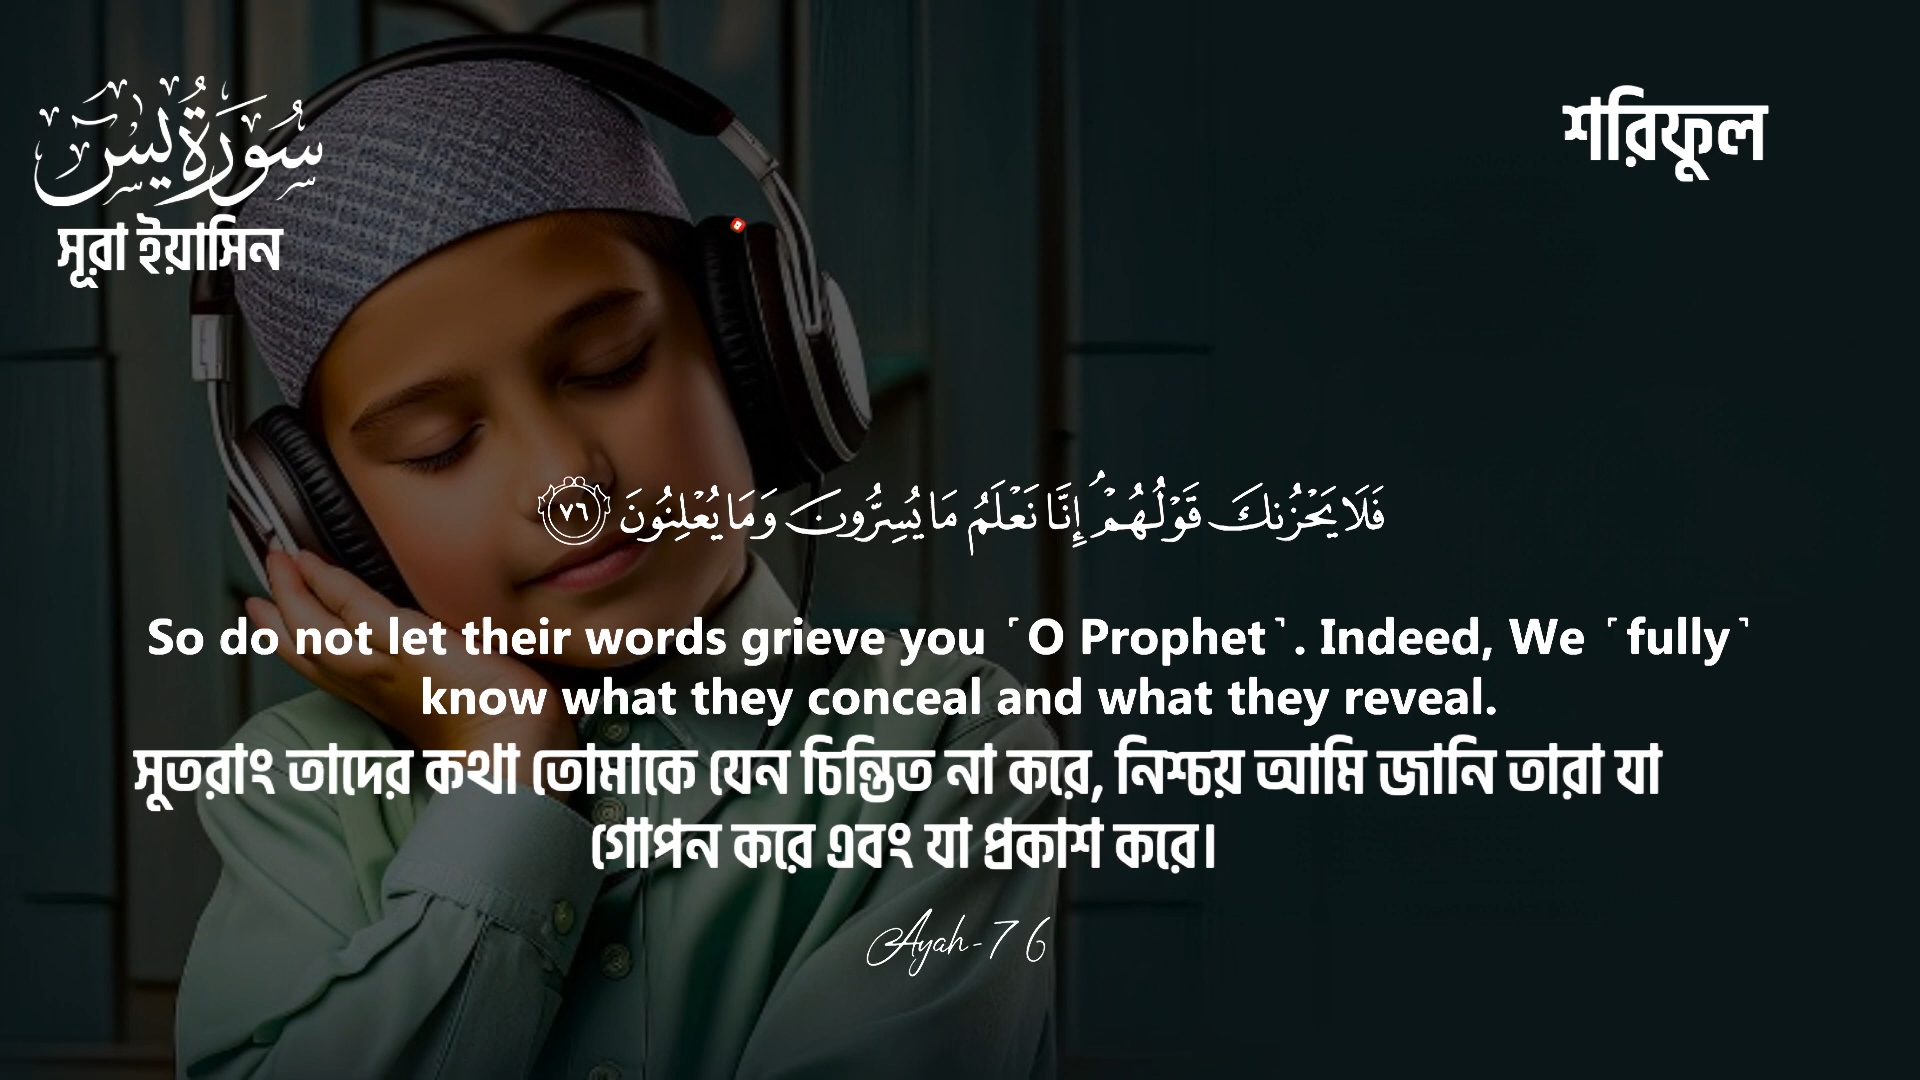 سُورَةُ يسٓ
সূরা ইয়াসিন
শরিফুল
فَلَا يَحْزُنكَ قَوْلُهُمْ ۘ إِنَّا نَعْلَمُ مَا يُسِرُّونَ وَمَا يُعْلِنُونَ ٧٦
So do not let their words grieve you ˹O Prophet˺. Indeed, We ˹fully˺
know what they conceal and what they reveal.
সূতরাং তাদের কথা তোমাকে যেন চিন্তিত না করে, নিশ্চয় আমি জানি তারা যা
গোপন করে এবং যা প্রকাশ করে।
Ayah-76